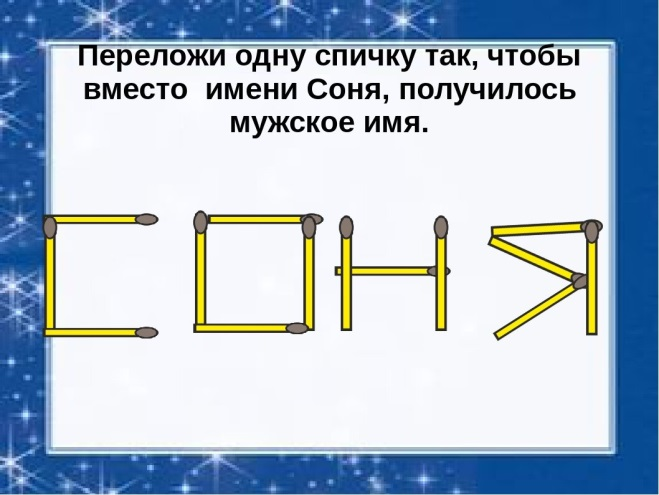 Переложи одну спичку так, чтобы
вместо имени Соня, получилось
мужское имя.
СОНЯ